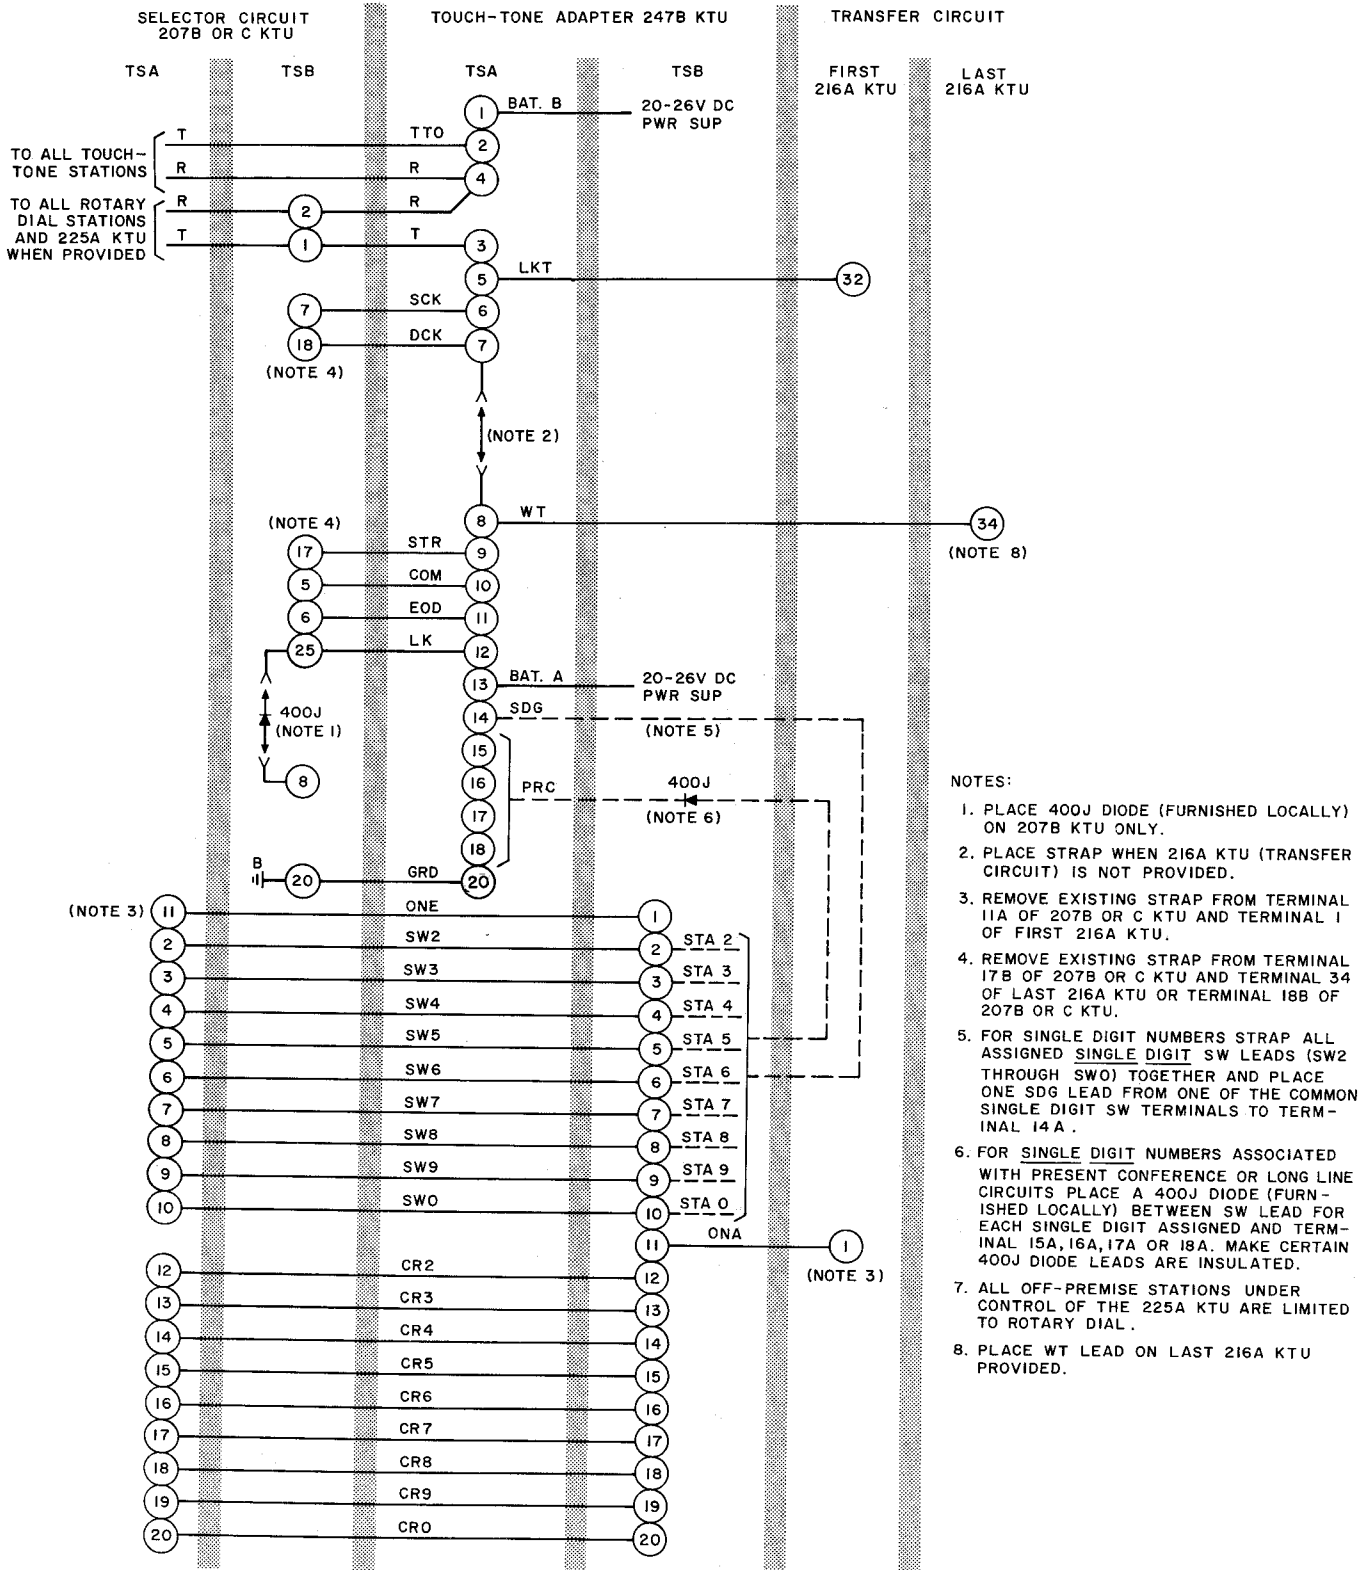 SELECTOR CIRCUIT
207B OR C KTU
TOUCH-TONE ADAPTER 247B KTU
TRANSFER CIRCUIT
TSA
TSB
TSA
TSB
FIRST
216A KTU
LAST
216A KTU
1 BAT. B 20-26V DC
PWR SUP
TO ALL TOUCH-
TONE STATIONS
T TTO 2
R R 4
TO ALL ROTARY
DIAL STATIONS
AND 225A KTU
WHEN PROVIDED
R 2 R
T 1 T 3
5 LKT 32
7 SCK 6
18 DCK 7
(NOTE 4)
(NOTE 2)
8 WT 34
(NOTE 8)
(NOTE 4)
17 STR 9
5 COM 10
6 EOD 11
25 LK 12
13 BAT. A 20-26V DC
PWR SUP
400J
(NOTE 1)
8
14 SDG
(NOTE 5)
15
16
17
18
PRC
400J
(NOTE 6)
B
20 GRD 20
(NOTE 3) 11 ONE 1
2 SW2 2 STA 2
3 SW3 3 STA 3
4 SW4 4 STA 4
5 SW5 5 STA 5
6 SW6 6 STA 6
7 SW7 7 STA 7
8 SW8 8 STA 8
9 SW9 9 STA 9
10 SWO 10 STA O
11 ONA 1
(NOTE 3)
12 CR2 12
13 CR3 13
14 CR4 14
15 CR5 15
16 CR6 16
17 CR7 17
18 CR8 18
19 CR9 19
20 CRO 20
NOTES:
1. PLACE 400J DIODE (FURNISHED LOCALLY)
ON 207B KTU ONLY.
2. PLACE STRAP WHEN 216A KTU (TRANSFER
CIRCUIT) IS NOT PROVIDED.
3. REMOVE EXISTING STRAP FROM TERMINAL
11A OF 207B OR C KTU AND TERMINAL 1
OF FIRST 216A KTU.
4. REMOVE EXISTING STRAP FROM TERMINAL
17B OF 207B OR C KTU AND TERMINAL 34
OF LAST 216A KTU OR TERMINAL 18B OF
207B OR C KTU.
5. FOR SINGLE DIGIT NUMBERS STRAP ALL
ASSIGNED SINGLE DIGIT SW LEADS (SW2
THROUGH SWO) TOGETHER AND PLACE
ONE SDG LEAD FROM ONE OF THE COMMON
SINGLE DIGIT SW TERMINALS TO TERM-
INAL 14A.
6. FOR SINGLE DIGIT NUMBERS ASSOCIATED
WITH PRESENT CONFERENCE OR LONG LINE
CIRCUITS PLACE A 400J DIODE (FURN-
ISHED LOCALLY) BETWEEN SW LEAD FOR
EACH SINGLE DIGIT ASSIGNED AND TERM-
INAL 15A, 16A, 17A OR 18A. MAKE CERTAIN
400J DIODE LEADS ARE INSULATED.
7. ALL OFF-PREMISE STATIONS UNDER
CONTROL OF THE 225A KTU ARE LIMITED
TO ROTARY DIAL.
8. PLACE WT LEAD ON LAST 216A KTU
PROVIDED.